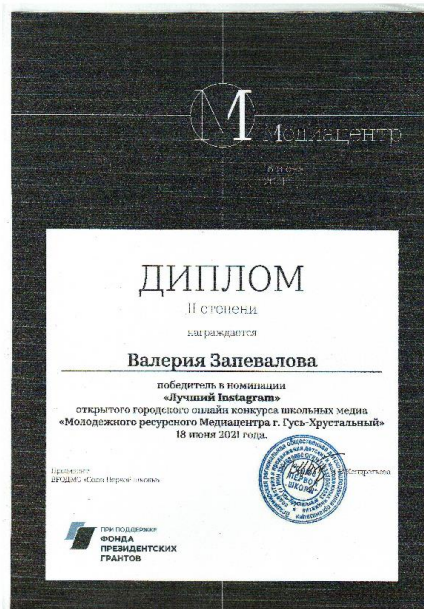 М
Медиацентр
ДИПЛОМ
II степени
награждается
Валерия Запевалова
победитель в номинации
«Лучший Instagram»
открытого городского онлайн конкурса школьных медиа
«Молодежного ресурсного Медиацентра г. Гусь-Хрустальный»
18 июня 2021 года.
ПРИ ПОДДЕРЖКЕ
ФОНДА
ПРЕЗИДЕНТСКИХ
ГРАНТОВ